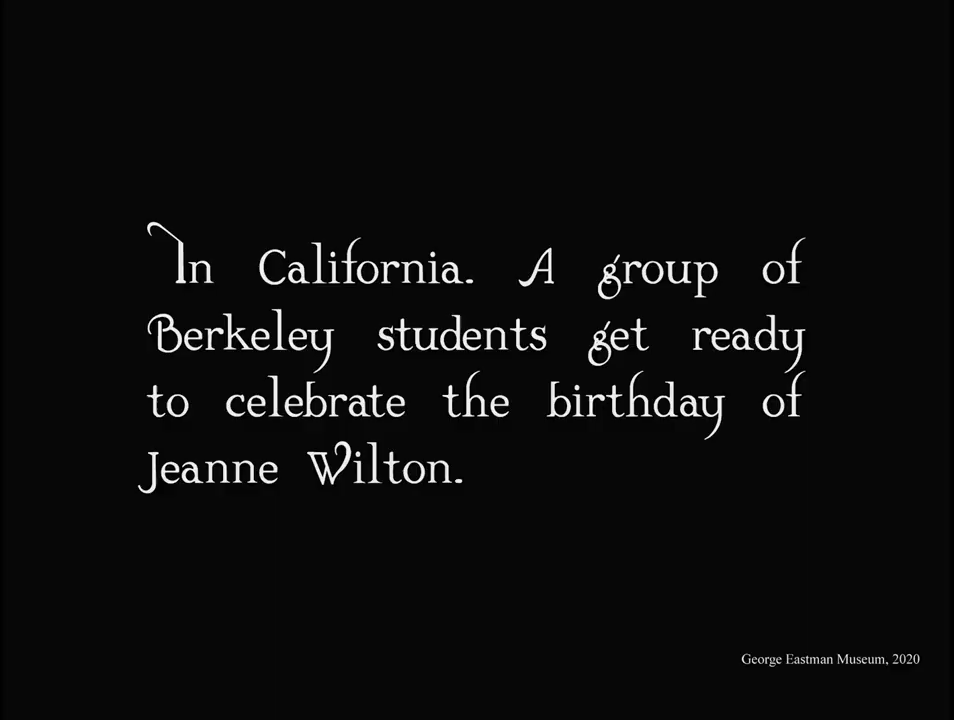 In California. A group of
Berkeley students get ready
to celebrate the birthday of
Jeanne Wilton.
George Eastman Museum, 2020